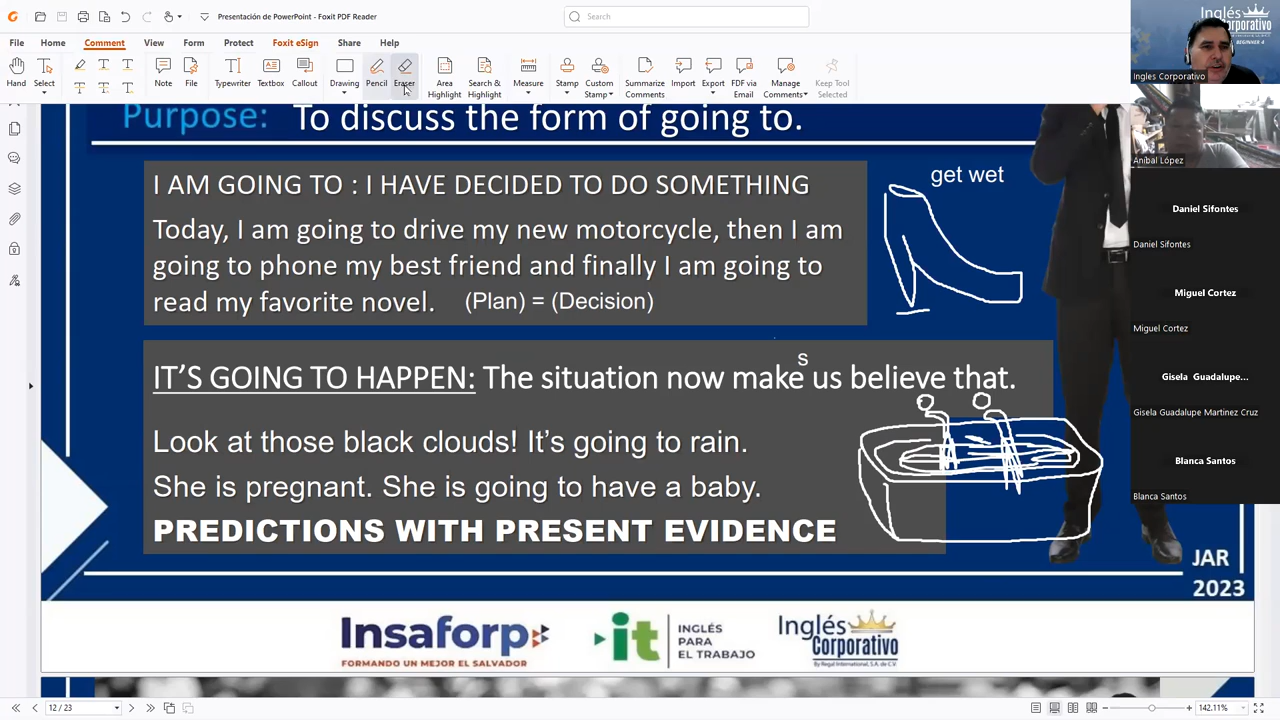 Presentación de PowerPoint - Foxit PDF Reader
Search
File Home Comment View Form Protect Foxit eSign Share Help
Hand Select Note File Typewriter Textbox Callout Drawing Pencil Eraser Area Highlight Search & Highlight Measure Stamp Custom Stamp Summarize Comments Import Export FDF via Email Manage Comments Keep Tool Selected
Purpose: To discuss the form of going to.
I AM GOING TO : I HAVE DECIDED TO DO SOMETHING
Today, I am going to drive my new motorcycle, then I am
going to phone my best friend and finally I am going to
read my favorite novel. (Plan) = (Decision)
get wet
s
IT'S GOING TO HAPPEN: The situation now make us believe that.
Look at those black clouds! It's going to rain.
She is pregnant. She is going to have a baby.
PREDICTIONS WITH PRESENT EVIDENCE
JAR
2023
Insaforp
FORMANDO UN MEJOR EL SALVADOR
it
INGLÉS
PARA
EL TRABAJO
Inglés
Corporativo
By Regal International, S.A. de C.V.
12 / 23
142.11%
Inglés
Corporativo
BEGINNER 4
Ingles Corporativo
Aníbal López
Daniel Sifontes
Daniel Sifontes
Miguel Cortez
Miguel Cortez
Gisela Guadalupe...
Gisela Guadalupe Martinez Cruz
Blanca Santos
Blanca Santos